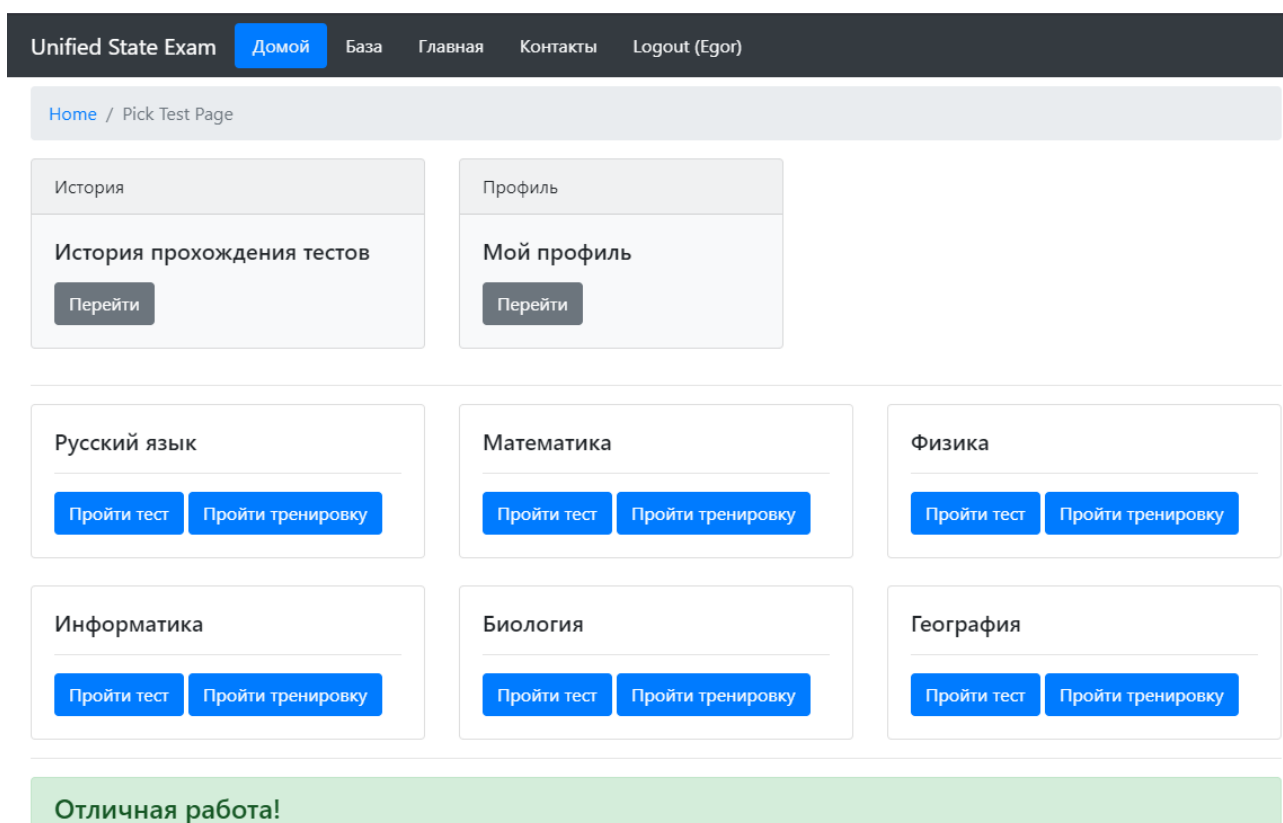 Unified State Exam Домой База Главная Контакты Logout (Egor)
Home / Pick Test Page
История
История прохождения тестов
Перейти
Профиль
Мой профиль
Перейти
Русский язык
Пройти тест Пройти тренировку
Математика
Пройти тест Пройти тренировку
Физика
Пройти тест Пройти тренировку
Информатика
Пройти тест Пройти тренировку
Биология
Пройти тест Пройти тренировку
География
Пройти тест Пройти тренировку
Отличная работа!